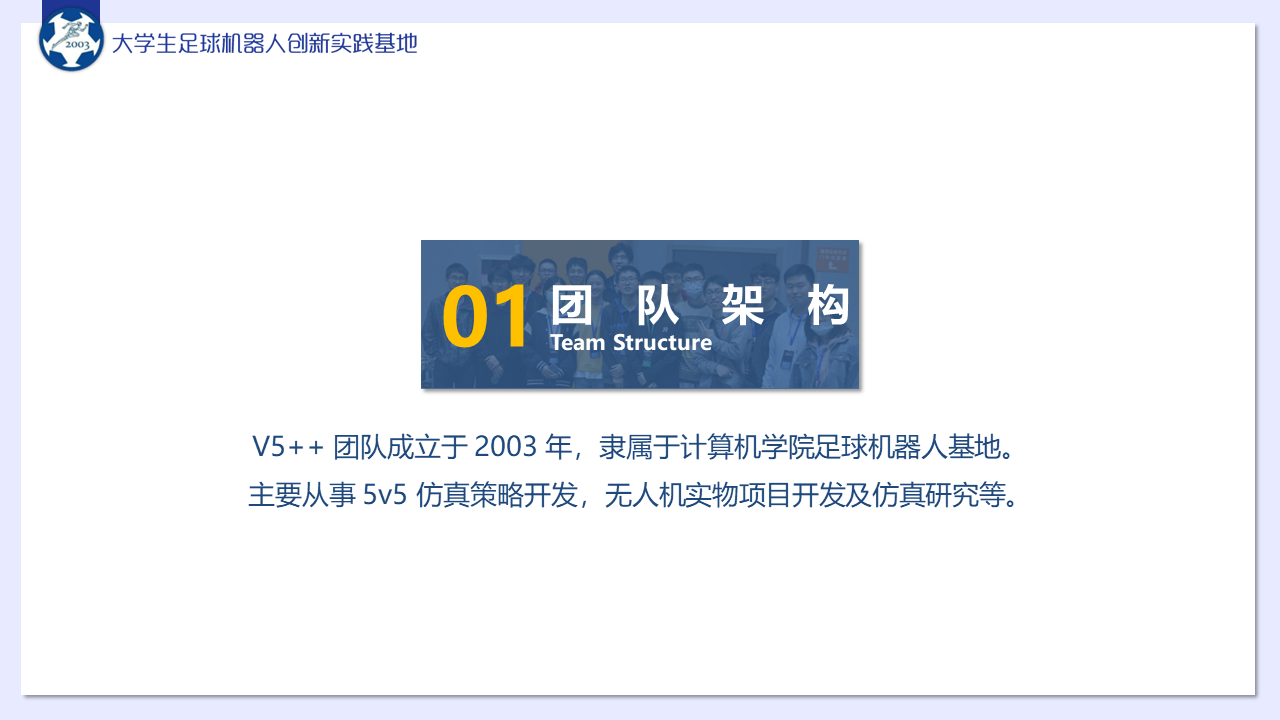 2003
大学生足球机器人创新实践基地
01
团 队 架 构
Team Structure
V5++ 团队成立于 2003 年，隶属于计算机学院足球机器人基地。
主要从事 5v5 仿真策略开发，无人机实物项目开发及仿真研究等。